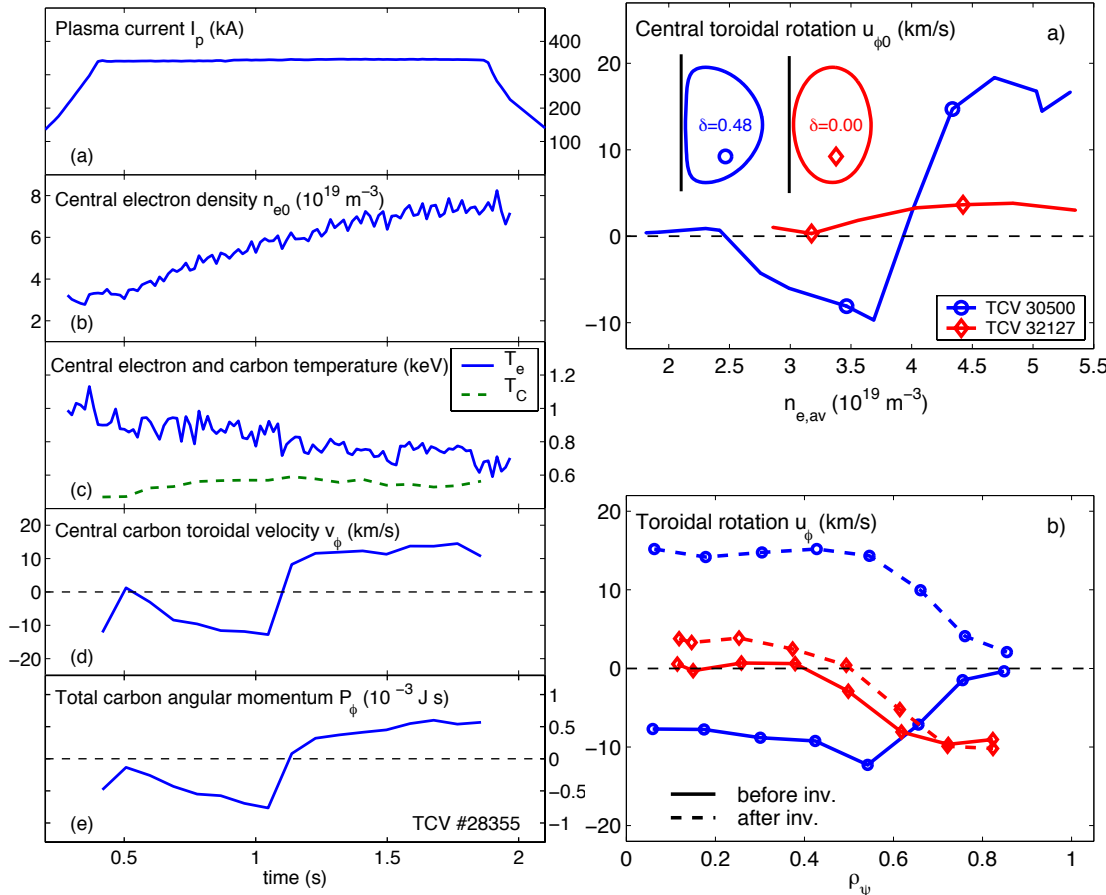 Plasma current I_p (kA)
400
300
200
100
(a)
Central electron density n_e0 (10^19 m^−3)
8
6
4
2
(b)
Central electron and carbon temperature (keV)
T_e
T_C
1.2
1
0.8
0.6
(c)
Central carbon toroidal velocity v_ϕ (km/s)
20
10
0
−10
−20
(d)
Total carbon angular momentum P_ϕ (10^−3 J s)
1
0.5
0
−0.5
−1
(e)
TCV #28355
0.5 1 1.5 2
time (s)
Central toroidal rotation u_ϕ0 (km/s)
a)
20
10
0
−10
δ=0.48
δ=0.00
TCV 30500
TCV 32127
2 2.5 3 3.5 4 4.5 5 5.5
n_e,av (10^19 m^−3)
Toroidal rotation u_ϕ (km/s)
b)
20
10
0
−10
−20
before inv.
after inv.
0 0.2 0.4 0.6 0.8 1
ρ_ψ